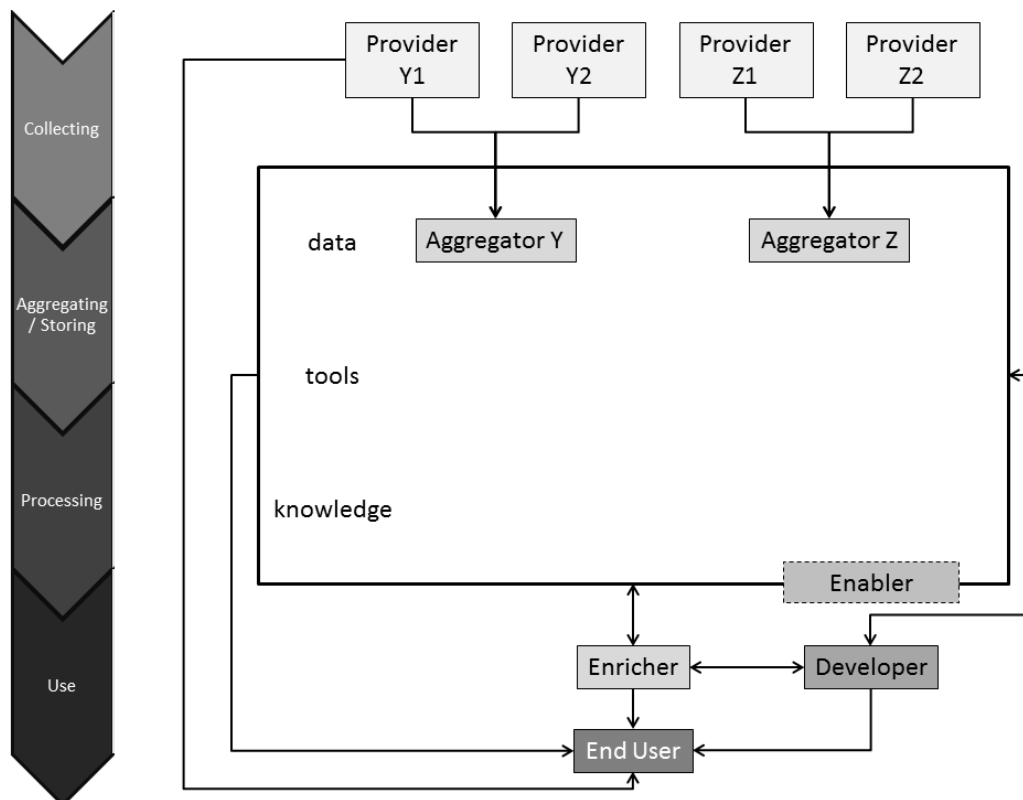 Provider
Y1
Provider
Y2
Provider
Z1
Provider
Z2
Collecting
data
Aggregator Y
Aggregator Z
Aggregating
/ Storing
tools
Processing
knowledge
Enabler
Use
Enricher
Developer
End User